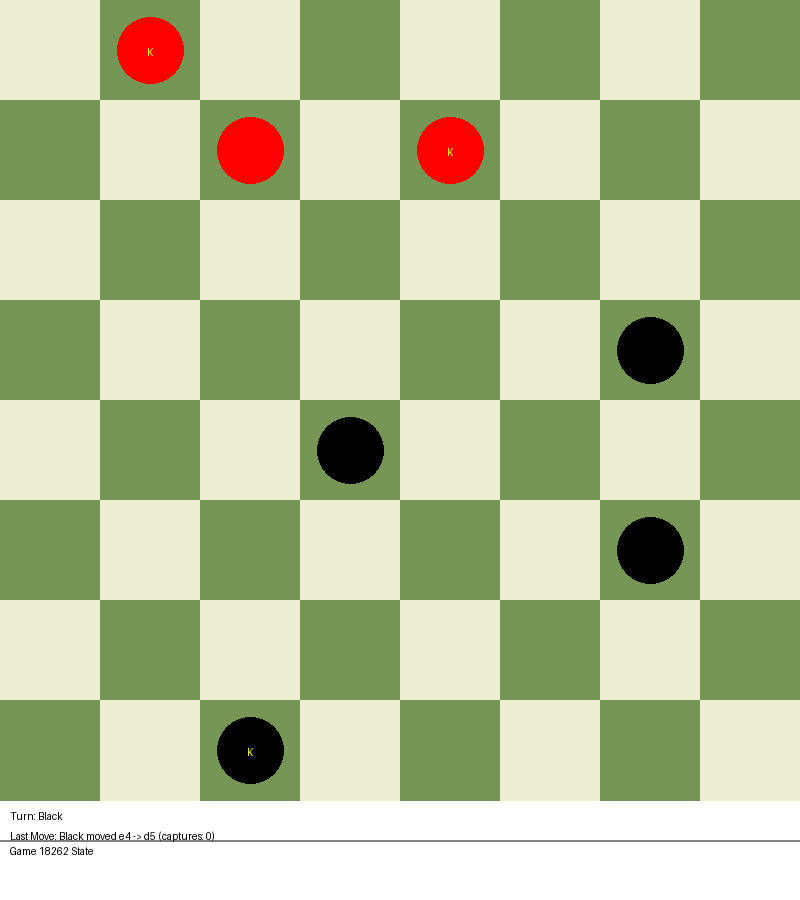 K
K
K
Turn: Black
Last Move: Black moved e4 -> d5 (captures: 0)
Game 18262 State